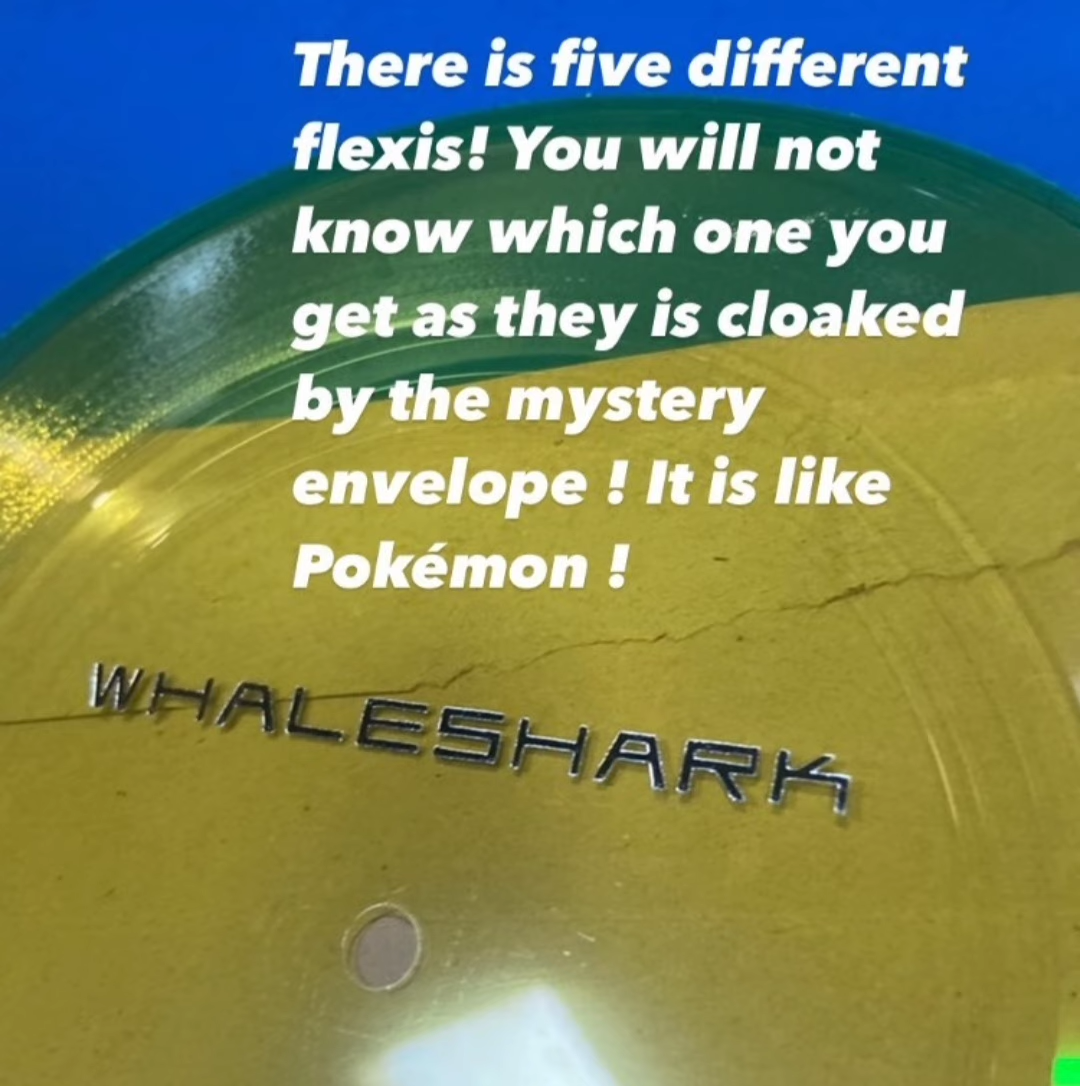 There is five different
flexis! You will not
know which one you
get as they is cloaked
by the mystery
envelope ! It is like
Pokémon !
WHALESHARK